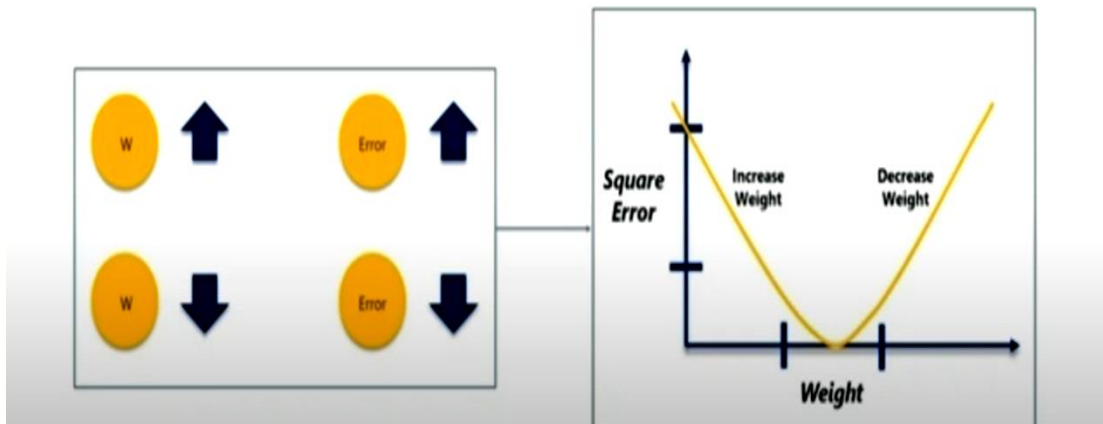 W
Error
W
Error
Square
Error
Increase
Weight
Decrease
Weight
Weight